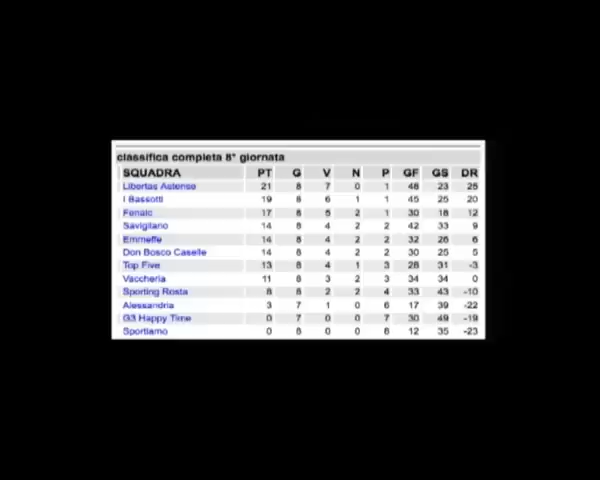 classifica completa 8ª giornata
SQUADRA PT G V N P GF GS DR
Libertas Astense 21 8 7 0 1 48 23 25
I Bassotti 19 8 6 1 1 45 25 20
Fenalc 17 8 5 2 1 30 18 12
Savigliano 14 8 4 2 2 42 33 9
Emmeffe 14 8 4 2 2 32 26 6
Don Bosco Caselle 14 8 4 2 2 30 25 5
Top Five 13 8 4 1 3 28 31 -3
Vaccheria 11 8 3 2 3 34 34 0
Sporting Rosta 8 8 2 2 4 33 43 -10
Alessandria 3 7 1 0 6 17 39 -22
G3 Happy Time 0 7 0 0 7 30 49 -19
Sportiamo 0 6 0 0 6 12 35 -23